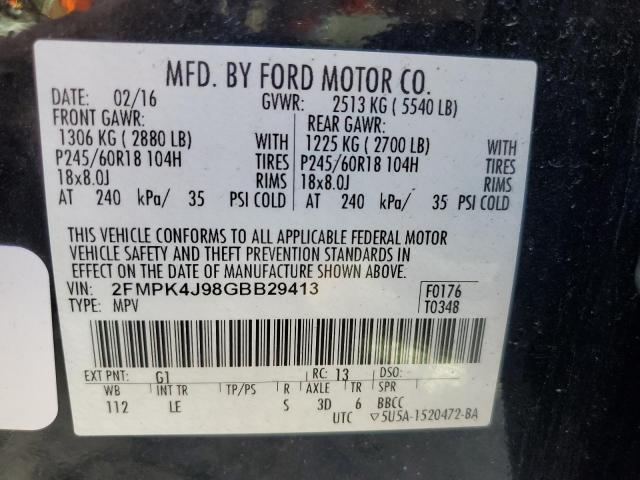 MFD. BY FORD MOTOR CO.
DATE: 02/16 GVWR: 2513 KG ( 5540 LB)
FRONT GAWR: REAR GAWR:
1306 KG ( 2880 LB) WITH 1225 KG ( 2700 LB) WITH
P245/60R18 104H TIRES P245/60R18 104H TIRES
18x8.0J RIMS 18x8.0J RIMS
AT 240 kPa/ 35 PSI COLD AT 240 kPa/ 35 PSI COLD
THIS VEHICLE CONFORMS TO ALL APPLICABLE FEDERAL MOTOR
VEHICLE SAFETY AND THEFT PREVENTION STANDARDS IN
EFFECT ON THE DATE OF MANUFACTURE SHOWN ABOVE.
VIN: 2FMPK4J98GBB29413 F0176
TYPE: MPV T0348
EXT PNT: G1 RC: 13 DSO:
WB INT TR TP/PS R AXLE TR SPR
112 LE S 3D 6 BBCC
UTC ▽5U5A-1520472-BA